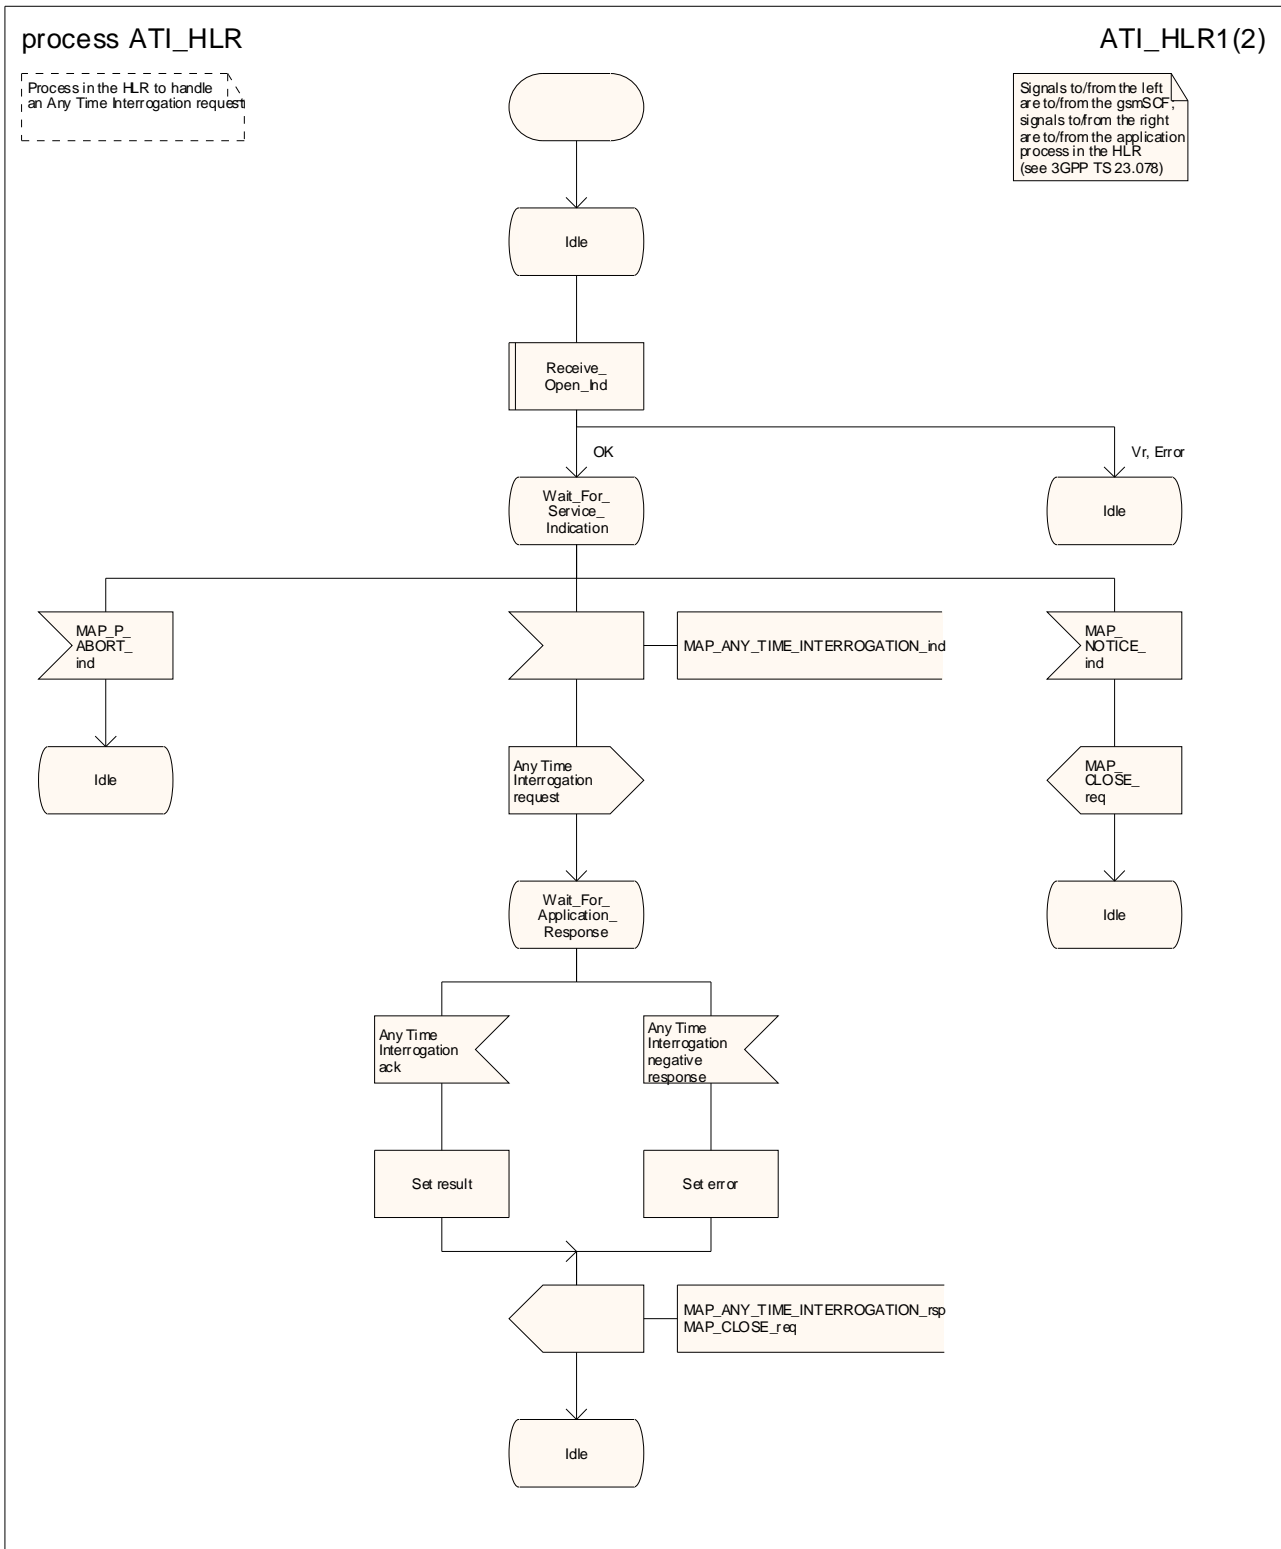 process ATI_HLR
ATI_HLR1(2)
Process in the HLR to handle
an Any Time Interrogation request
Signals to/from the left
are to/from the gsmSCF;
signals to/from the right
are to/from the application
process in the HLR
(see 3GPP TS 23.078)
Idle
Receive_
Open_Ind
OK
Vr, Error
Wait_For_
Service_
Indication
Idle
MAP_P_
ABORT_
ind
MAP_ANY_TIME_INTERROGATION_ind
MAP_
NOTICE_
ind
Idle
Any Time
Interrogation
request
MAP_
CLOSE_
req
Wait_For_
Application_
Response
Idle
Any Time
Interrogation
ack
Any Time
Interrogation
negative
response
Set result
Set error
MAP_ANY_TIME_INTERROGATION_rsp
MAP_CLOSE_req
Idle